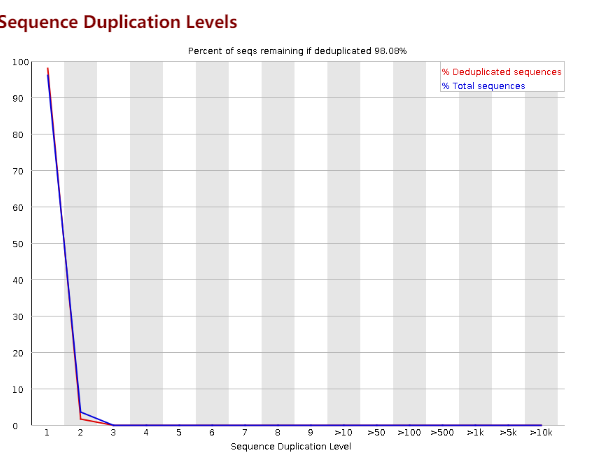 Sequence Duplication Levels
Percent of seqs remaining if deduplicated 98.08%
% Deduplicated sequences
% Total sequences
100
90
80
70
60
50
40
30
20
10
0
1 2 3 4 5 6 7 8 9 >10 >50 >100 >500 >1k >5k >10k
Sequence Duplication Level